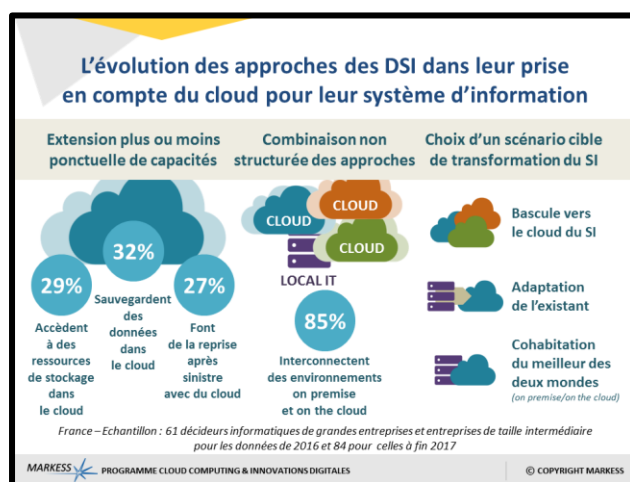 L’évolution des approches des DSI dans leur prise
en compte du cloud pour leur système d’information
Extension plus ou moins
ponctuelle de capacités
Combinaison non
structurée des approches
Choix d’un scénario cible
de transformation du SI
29%
Accèdent
à des
ressources
de stockage
dans
le cloud
32%
Sauvegardent
des
données
dans
le cloud
27%
Font
de la reprise
après
sinistre
avec du cloud
CLOUD
CLOUD
CLOUD
LOCAL IT
85%
Interconnectent
des environnements
on premise
et on the cloud
Bascule vers
le cloud du SI
Adaptation
de l’existant
Cohabitation
du meilleur des
deux mondes
(on premise/on the cloud)
France – Echantillon : 61 décideurs informatiques de grandes entreprises et entreprises de taille intermédiaire
pour les données de 2016 et 84 pour celles à fin 2017
MARKESS PROGRAMME CLOUD COMPUTING & INNOVATIONS DIGITALES © COPYRIGHT MARKESS